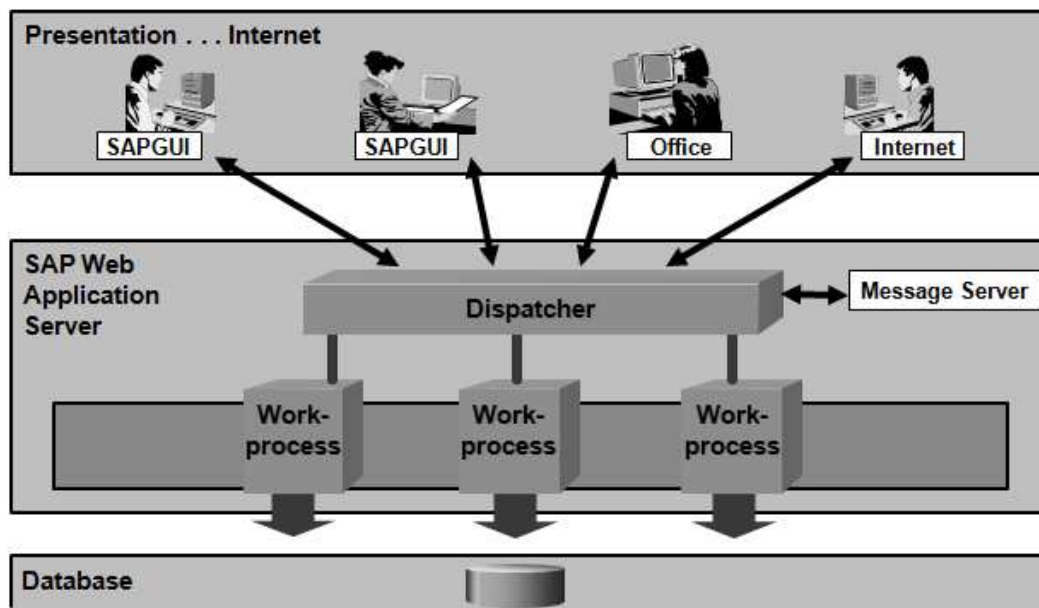 Presentation . . . Internet
SAPGUI
SAPGUI
Office
Internet
SAP Web
Application
Server
Dispatcher
Message Server
Work-
process
Work-
process
Work-
process
Database